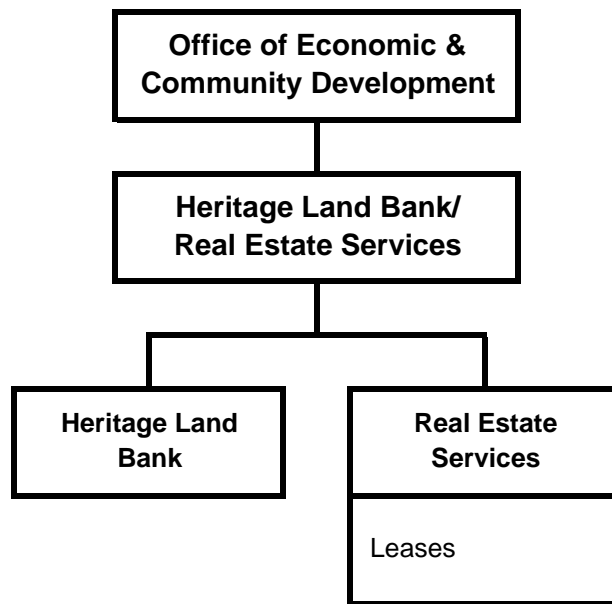 Office of Economic &
Community Development
Heritage Land Bank/
Real Estate Services
Heritage Land
Bank
Real Estate
Services
Leases